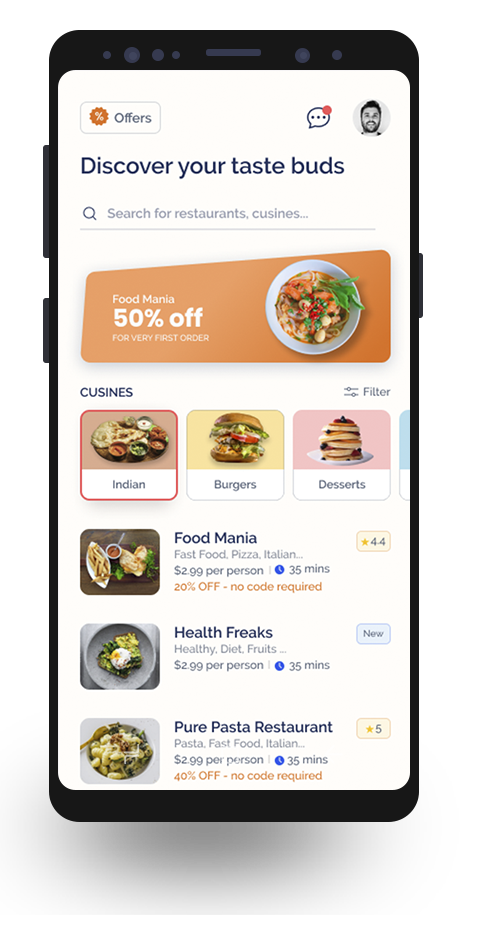 %
Offers
Discover your taste buds
Search for restaurants, cusines...
Food Mania
50% off
FOR VERY FIRST ORDER
CUSINES
Filter
Indian
Burgers
Desserts
Food Mania
4.4
Fast Food, Pizza, Italian...
$2.99 per person | 35 mins
20% OFF - no code required
Health Freaks
New
Healthy, Diet, Fruits ...
$2.99 per person | 35 mins
Pure Pasta Restaurant
5
Pasta, Fast Food, Italian...
$2.99 per person | 35 mins
40% OFF - no code required